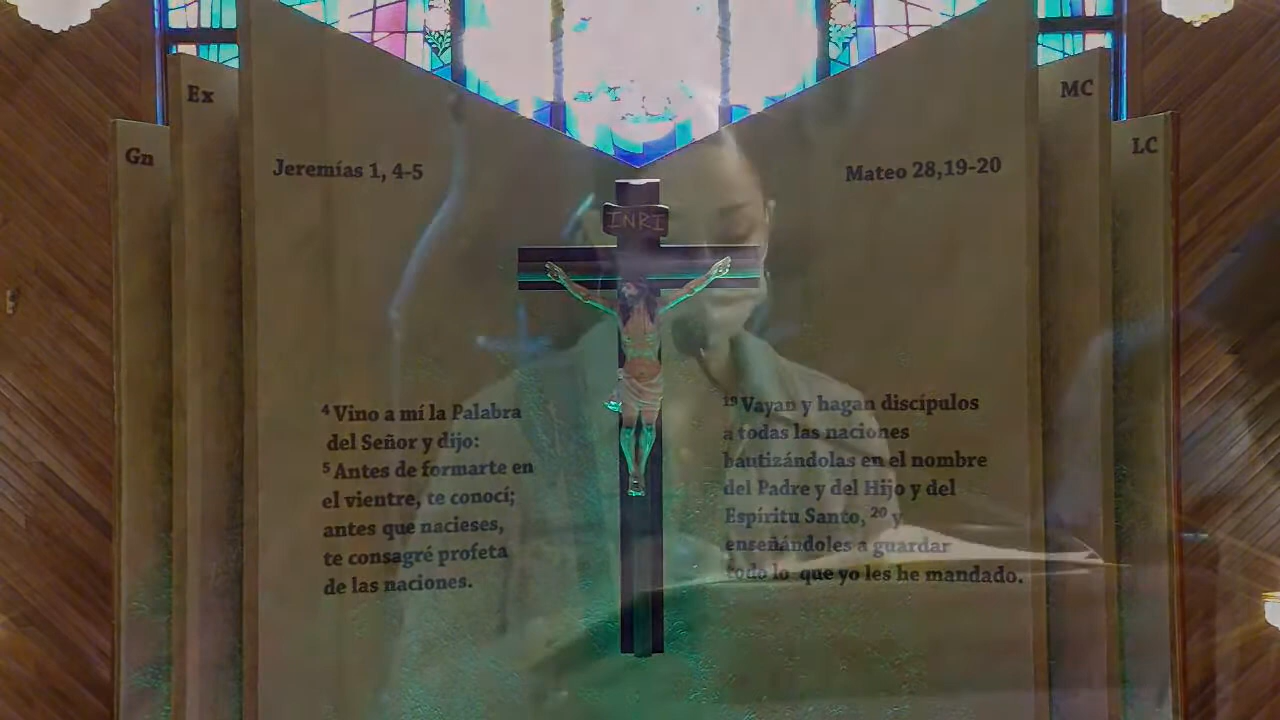 Ex
MC
Gn
LC
Jeremías 1, 4-5
Mateo 28,19-20
INRI
⁴ Vino a mí la Palabra
del Señor y dijo:
⁵ Antes de formarte en
el vientre, te conocí;
antes que nacieses,
te consagré profeta
de las naciones.
¹⁹ Vayan y hagan discípulos
a todas las naciones
bautizándolas en el nombre
del Padre y del Hijo y del
Espíritu Santo, ²⁰ y
enseñándoles a guardar
todo lo que yo les he mandado.